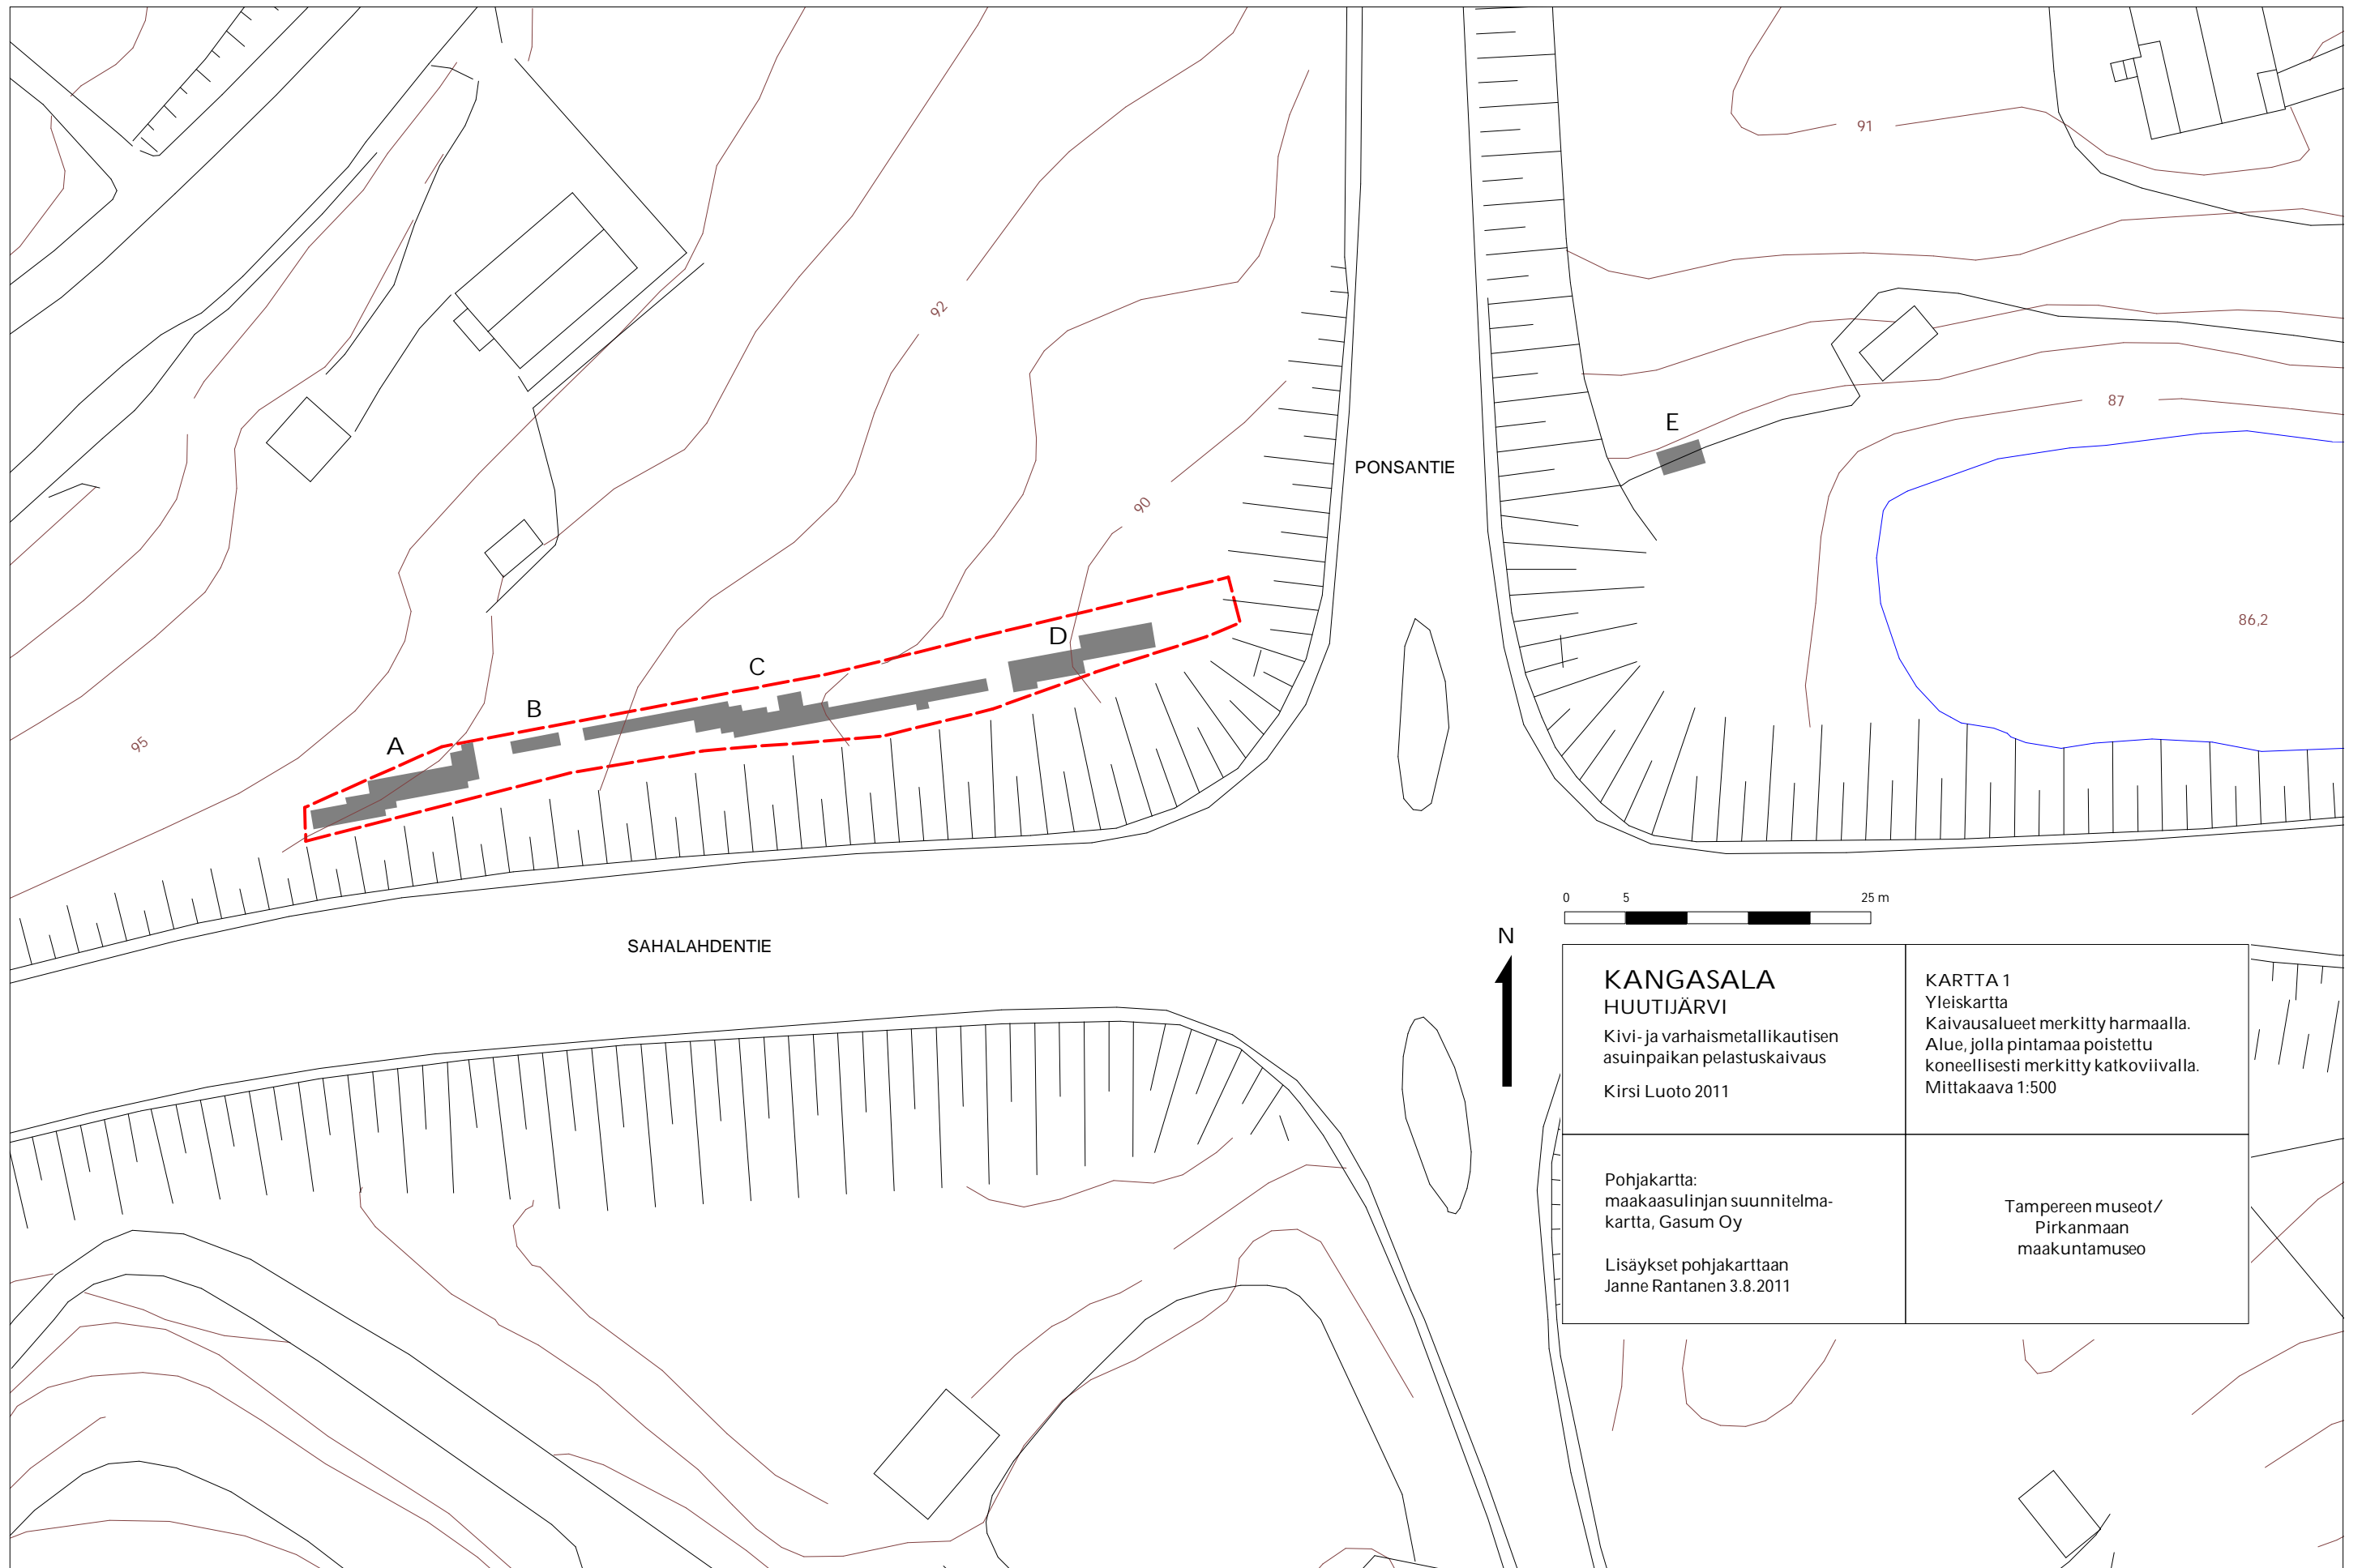 91
92
PONSANTIE
E
87
90
86,2
D
C
B
A
95
0 5 25 m
SAHALAHDENTIE
N
KANGASALA
HUUTIJÄRVI
Kivi- ja varhaismetallikautisen
asuinpaikan pelastuskaivaus
Kirsi Luoto 2011
KARTTA 1
Yleiskartta
Kaivausalueet merkitty harmaalla.
Alue, jolla pintamaa poistettu
koneellisesti merkitty katkoviivalla.
Mittakaava 1:500
Pohjakartta:
maakaasulinjan suunnitelma-
kartta, Gasum Oy
Lisäykset pohjakarttaan
Janne Rantanen 3.8.2011
Tampereen museot/
Pirkanmaan
maakuntamuseo